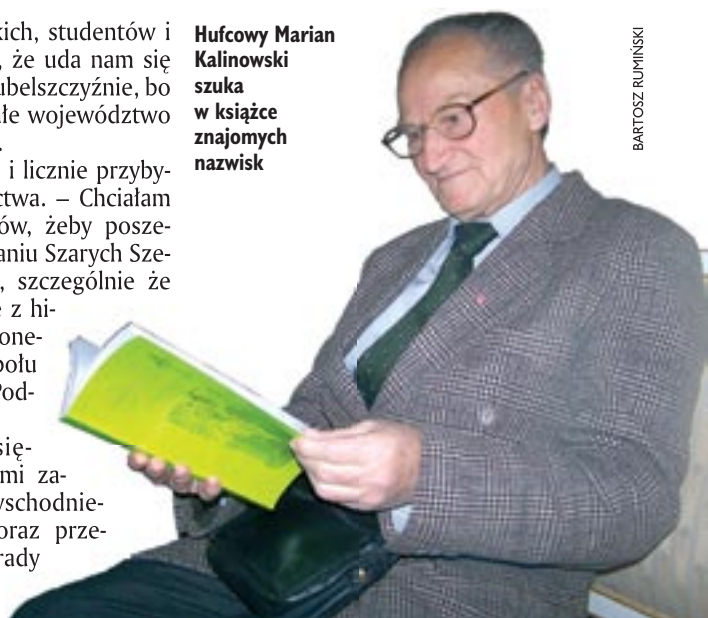 kich, studentów i
, że uda nam się
ubelszczyźnie, bo
łe województwo
.
i licznie przyby-
ctwa. – Chciałam
ów, żeby posze-
aniu Szarych Sze-
, szczególnie że
e z hi-
one-
połu
Pod-
się-
mi za-
wschodnie-
oraz prze-
rady
Hufcowy Marian
Kalinowski
szuka
w książce
znajomych
nazwisk
BARTOSZ RUMIŃSKI